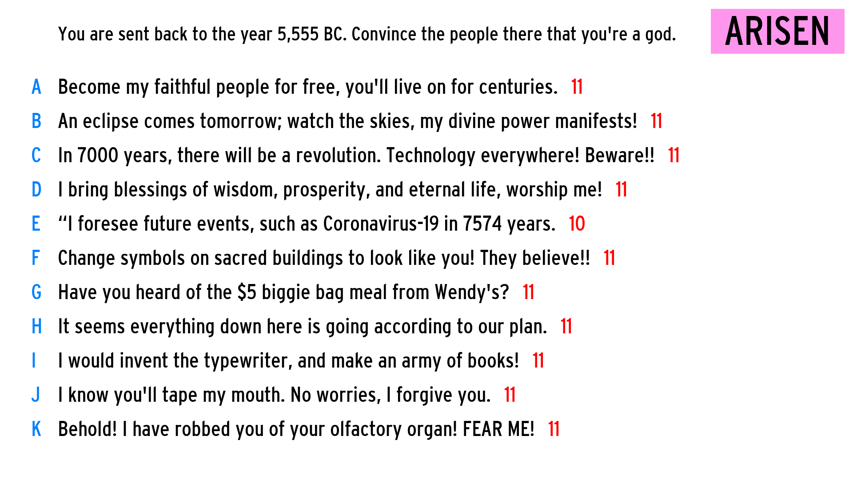 You are sent back to the year 5,555 BC. Convince the people there that you're a god.
ARISEN
A Become my faithful people for free, you'll live on for centuries. 11
B An eclipse comes tomorrow; watch the skies, my divine power manifests! 11
C In 7000 years, there will be a revolution. Technology everywhere! Beware!! 11
D I bring blessings of wisdom, prosperity, and eternal life, worship me! 11
E “I foresee future events, such as Coronavirus-19 in 7574 years. 10
F Change symbols on sacred buildings to look like you! They believe!! 11
G Have you heard of the $5 biggie bag meal from Wendy's? 11
H It seems everything down here is going according to our plan. 11
I I would invent the typewriter, and make an army of books! 11
J I know you'll tape my mouth. No worries, I forgive you. 11
K Behold! I have robbed you of your olfactory organ! FEAR ME! 11